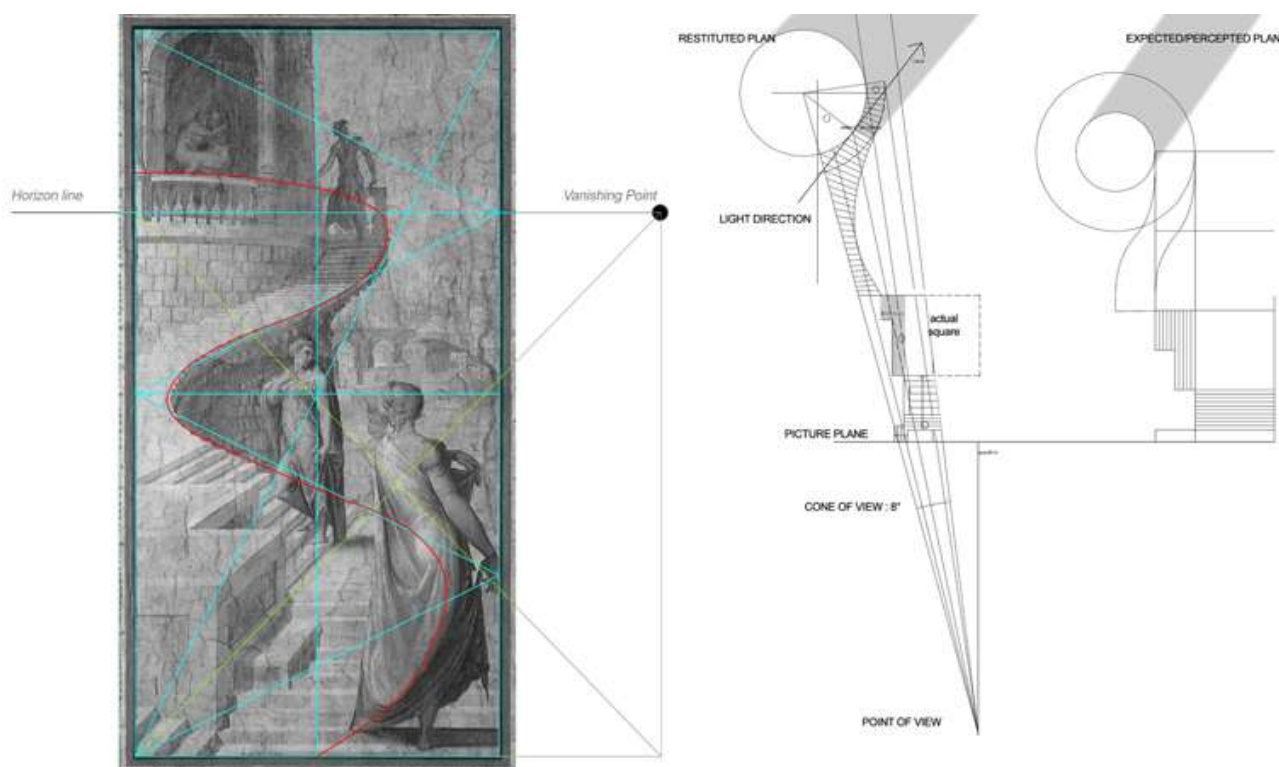 Horizon line
Vanishing Point
RESTITUTED PLAN
EXPECTED/PERCEPTED PLAN
LIGHT DIRECTION
actual
square
PICTURE PLANE
CONE OF VIEW : 8°
POINT OF VIEW